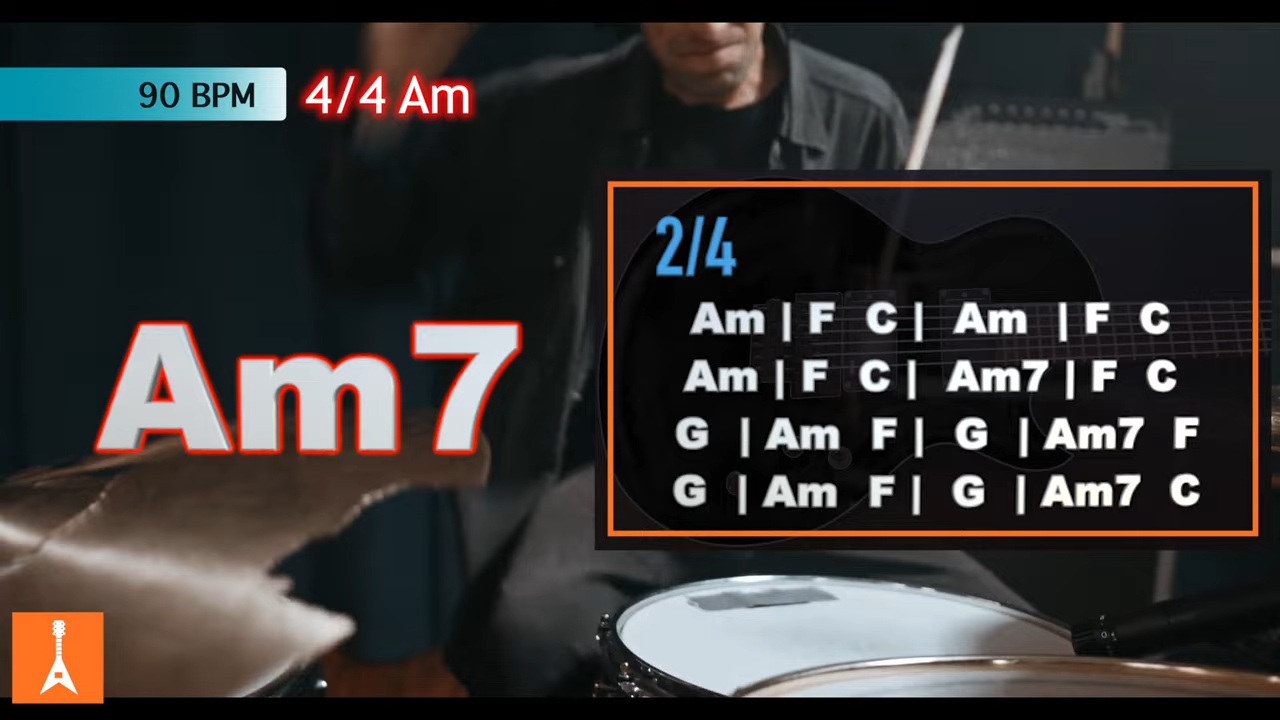 90 BPM 4/4 Am
Am7
2/4
Am | F C | Am | F C
Am | F C | Am7 | F C
G | Am F | G | Am7 F
G | Am F | G | Am7 C